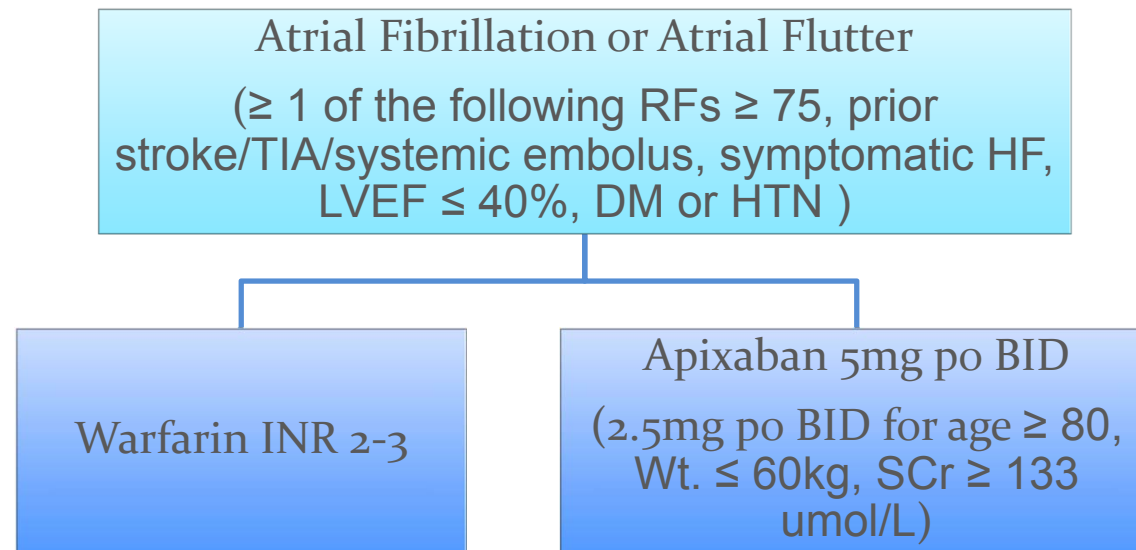 Atrial Fibrillation or Atrial Flutter
(≥ 1 of the following RFs ≥ 75, prior
stroke/TIA/systemic embolus, symptomatic HF,
LVEF ≤ 40%, DM or HTN )
Warfarin INR 2-3
Apixaban 5mg po BID
(2.5mg po BID for age ≥ 80,
Wt. ≤ 60kg, SCr ≥ 133
umol/L)